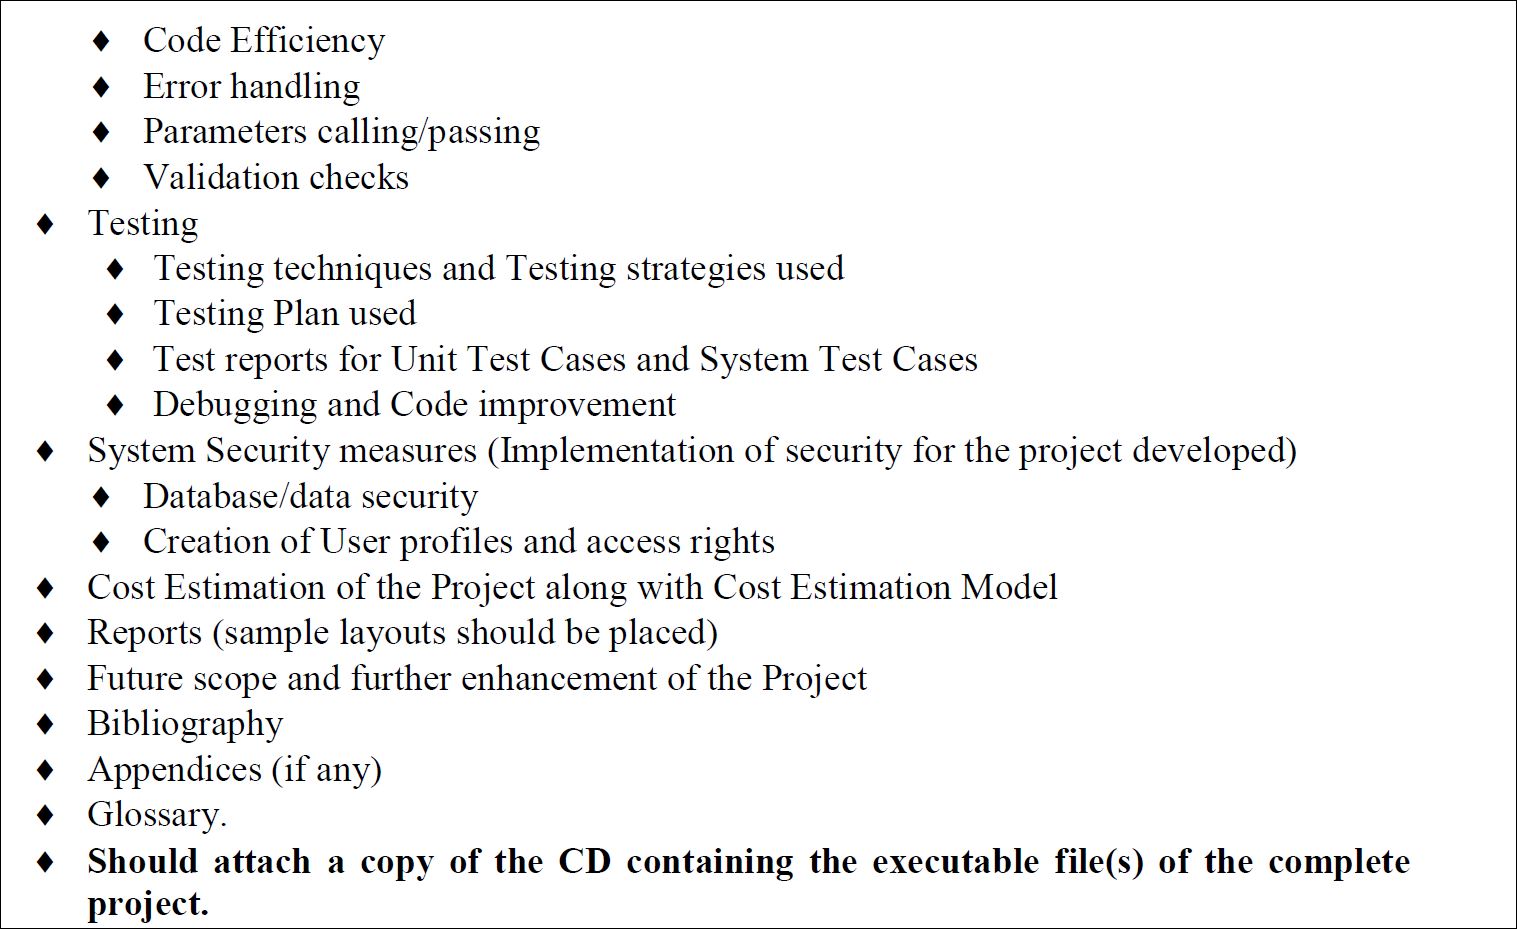 ♦ Code Efficiency
♦ Error handling
♦ Parameters calling/passing
♦ Validation checks
♦ Testing
♦ Testing techniques and Testing strategies used
♦ Testing Plan used
♦ Test reports for Unit Test Cases and System Test Cases
♦ Debugging and Code improvement
♦ System Security measures (Implementation of security for the project developed)
♦ Database/data security
♦ Creation of User profiles and access rights
♦ Cost Estimation of the Project along with Cost Estimation Model
♦ Reports (sample layouts should be placed)
♦ Future scope and further enhancement of the Project
♦ Bibliography
♦ Appendices (if any)
♦ Glossary.
♦ Should attach a copy of the CD containing the executable file(s) of the complete
project.